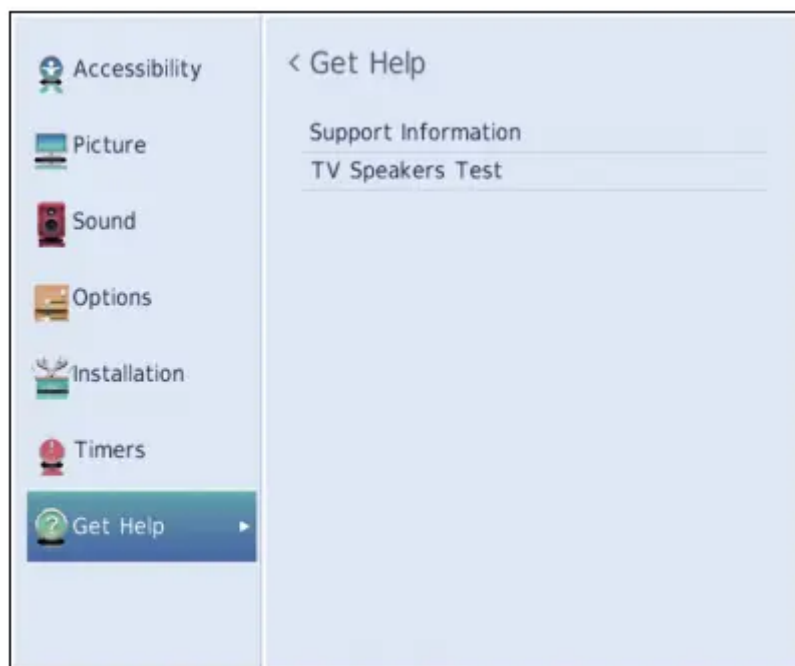 Accessibility
Picture
Sound
Options
Installation
Timers
Get Help
< Get Help
Support Information
TV Speakers Test